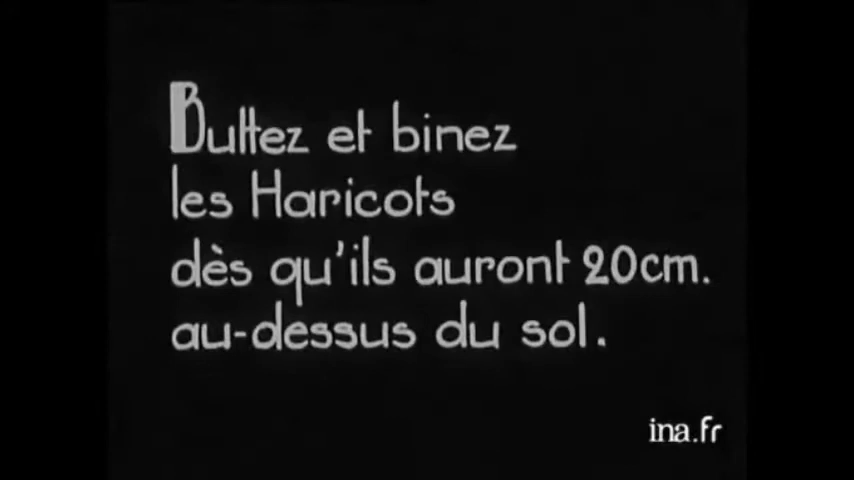 Buttez et binez
les Haricots
dès qu'ils auront 20cm.
au-dessus du sol.
ina.fr